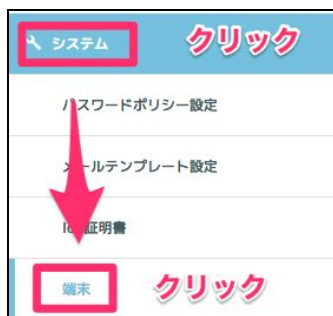 システム クリック
パスワードポリシー設定
メールテンプレート設定
証明書
端末 クリック